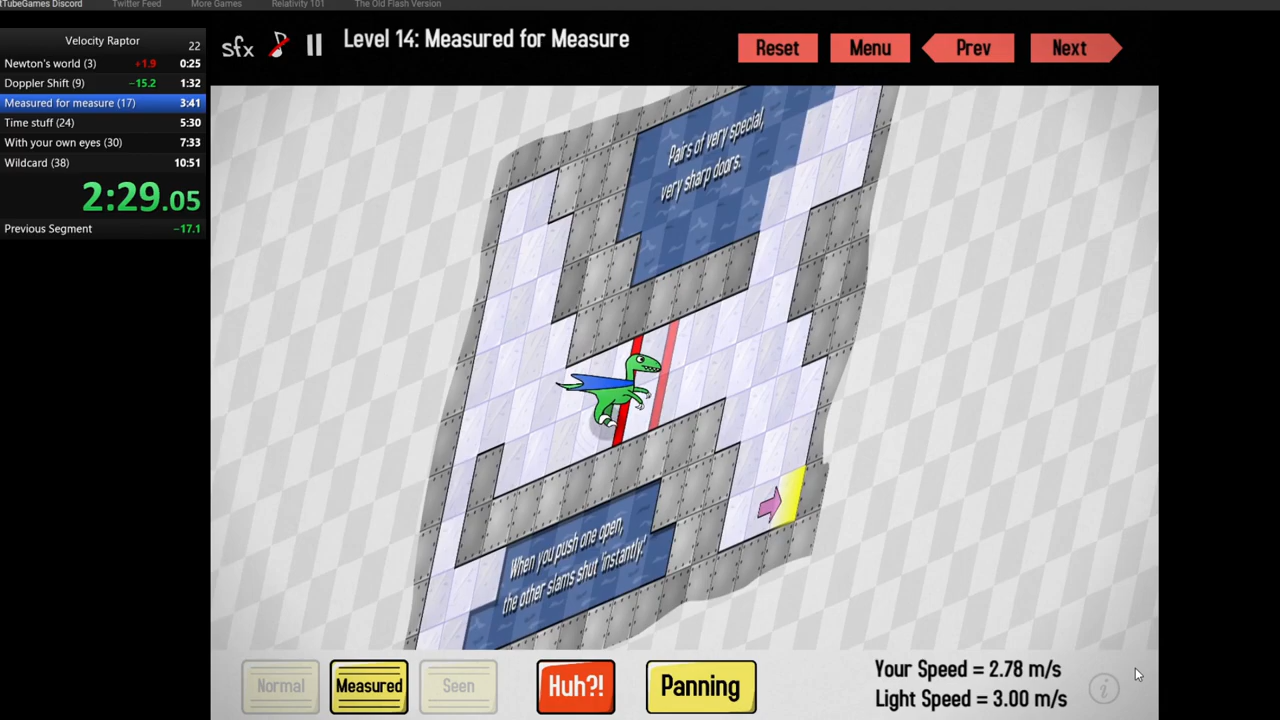 tTubeGames Discord Twitter Feed More Games Relativity 101 The Old Flash Version
Velocity Raptor 22
Newton's world (3) +1.9 0:25
Doppler Shift (9) −15.2 1:32
Measured for measure (17) 3:41
Time stuff (24) 5:30
With your own eyes (30) 7:33
Wildcard (38) 10:51
2:29.05
Previous Segment −17.1
sfx Level 14: Measured for Measure Reset Menu Prev Next
Pairs of very special,
very sharp doors.
When you push one open,
the other slams shut 'instantly.'
Normal Measured Seen Huh?! Panning
Your Speed = 2.78 m/s
Light Speed = 3.00 m/s
i